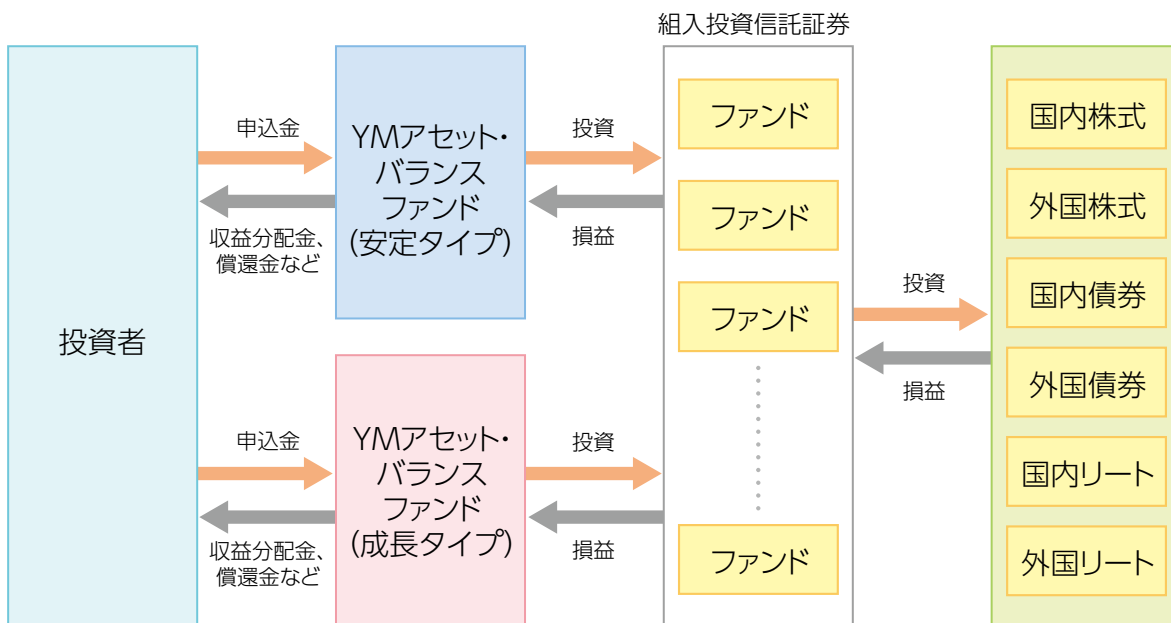 組入投資信託証券
投資者
申込金
収益分配金、
償還金など
YMアセット・
バランス
ファンド
(安定タイプ)
投資
損益
申込金
収益分配金、
償還金など
YMアセット・
バランス
ファンド
(成長タイプ)
投資
損益
ファンド
ファンド
ファンド
ファンド
投資
損益
国内株式
外国株式
国内債券
外国債券
国内リート
外国リート